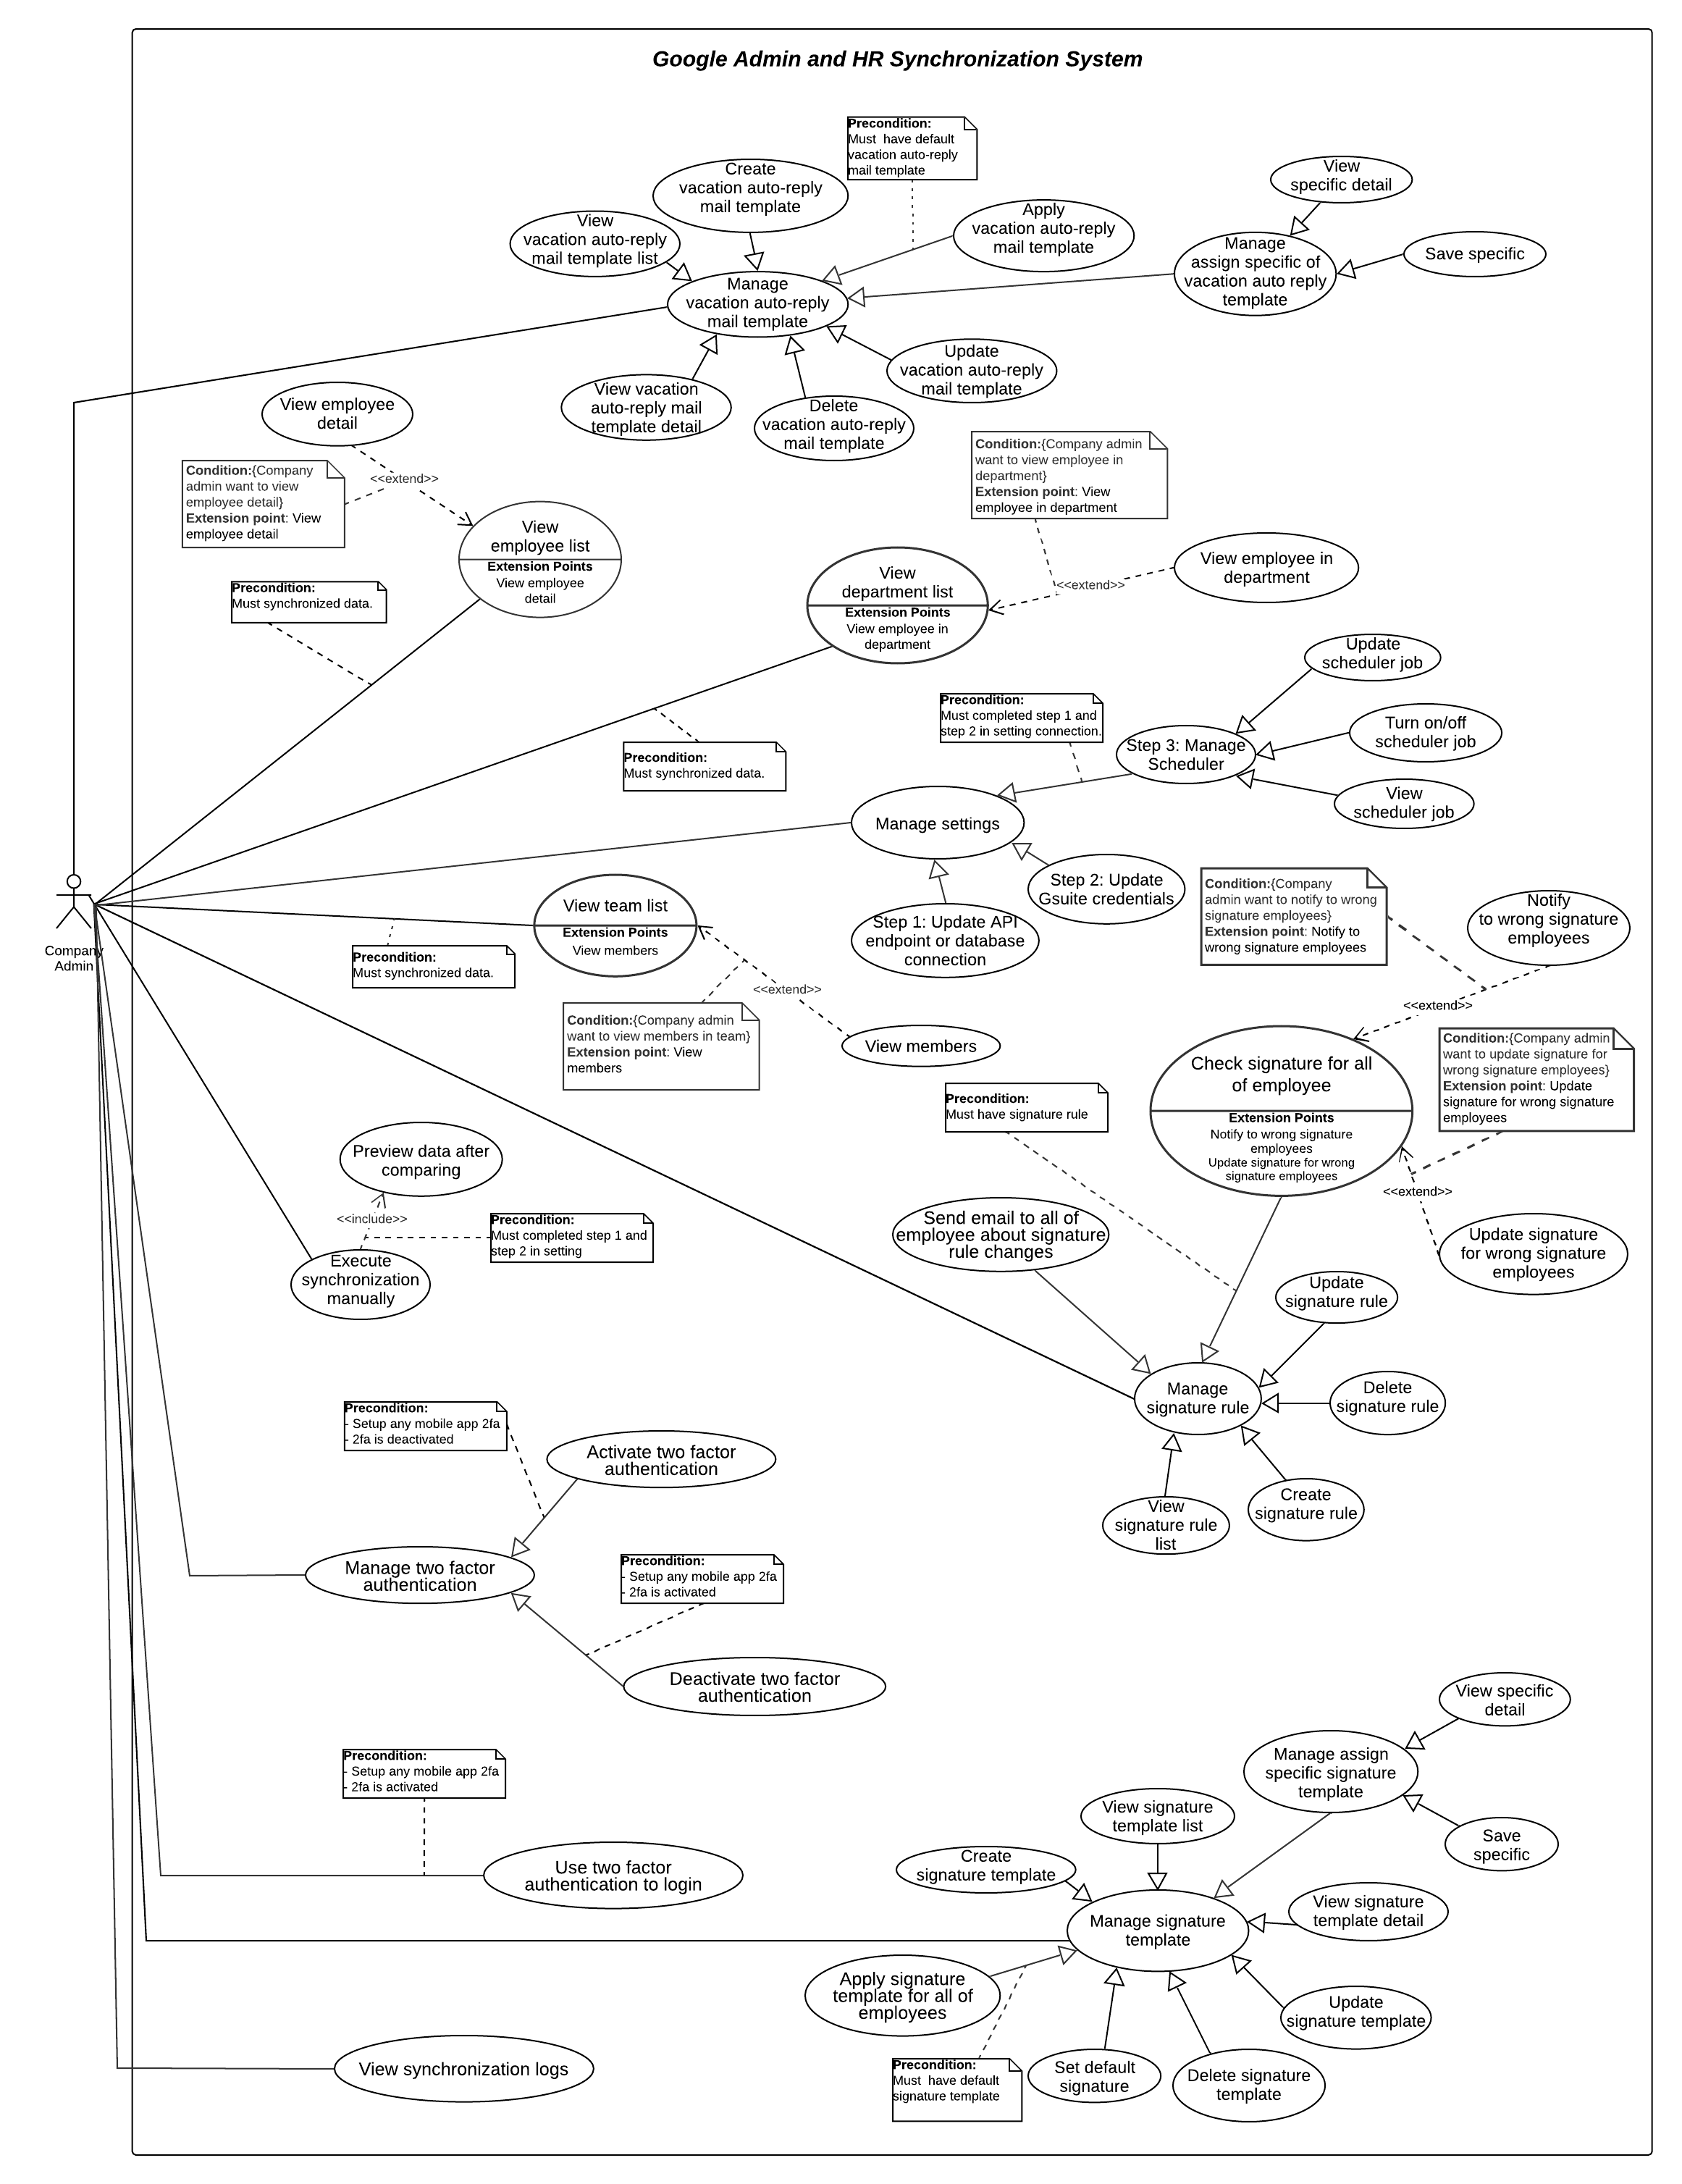 Google Admin and HR Synchronization System
Precondition:
Must  have default
vacation auto-reply
mail template
Create
vacation auto-reply
mail template
View
vacation auto-reply
mail template list
Apply
vacation auto-reply
mail template
View
specific detail
Manage
assign specific of
vacation auto reply
template
Save specific
Manage
vacation auto-reply
mail template
Update
vacation auto-reply
mail template
View vacation
auto-reply mail
template detail
Delete
vacation auto-reply
mail template
View employee
detail
Condition:{Company
admin want to view
employee detail}
Extension point: View
employee detail
<<extend>>
View
employee list
Extension Points
View employee
detail
Precondition:
Must synchronized data.
Condition:{Company admin
want to view employee in
department}
Extension point: View
employee in department
View
department list
Extension Points
View employee in
department
<<extend>>
View employee in
department
Precondition:
Must synchronized data.
Update
scheduler job
Precondition:
Must completed step 1 and
step 2 in setting connection.
Step 3: Manage
Scheduler
Turn on/off
scheduler job
View
scheduler job
Manage settings
Step 2: Update
Gsuite credentials
Step 1: Update API
endpoint or database
connection
Company
Admin
View team list
Extension Points
View members
Precondition:
Must synchronized data.
<<extend>>
Condition:{Company admin
want to view members in team}
Extension point: View
members
View members
Condition:{Company
admin want to notify to wrong
signature employees}
Extension point: Notify to
wrong signature employees
Notify
to wrong signature
employees
<<extend>>
Check signature for all
of employee
Extension Points
Notify to wrong signature
employees
Update signature for wrong
signature employees
Condition:{Company admin
want to update signature for
wrong signature employees}
Extension point: Update
signature for wrong signature
employees
<<extend>>
Update signature
for wrong signature
employees
Precondition:
Must have signature rule
Preview data after
comparing
<<include>>
Precondition:
Must completed step 1 and
step 2 in setting
Execute
synchronization
manually
Send email to all of
employee about signature
rule changes
Update
signature rule
Manage
signature rule
Delete
signature rule
View
signature rule
list
Create
signature rule
Precondition:
- Setup any mobile app 2fa
- 2fa is deactivated
Activate two factor
authentication
Manage two factor
authentication
Precondition:
- Setup any mobile app 2fa
- 2fa is activated
Deactivate two factor
authentication
Precondition:
- Setup any mobile app 2fa
- 2fa is activated
Use two factor
authentication to login
View specific
detail
Manage assign
specific signature
template
Save
specific
View signature
template list
Create
signature template
Manage signature
template
View signature
template detail
Apply signature
template for all of
employees
Update
signature template
Precondition:
Must  have default
signature template
Set default
signature
Delete signature
template
View synchronization logs